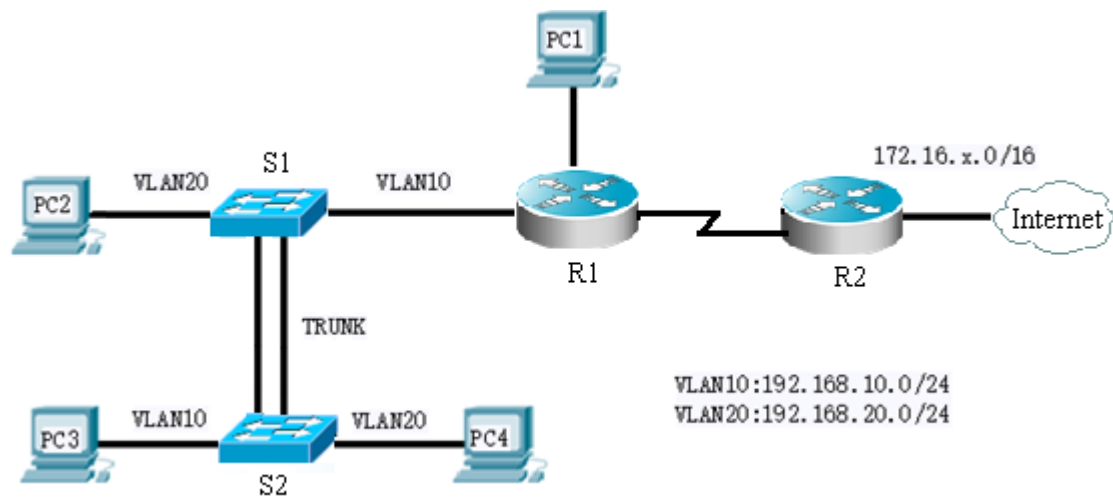 PC1
172.16.x.0/16
S1
VLAN20
VLAN10
PC2
Internet
R1
R2
TRUNK
VLAN10:192.168.10.0/24
VLAN20:192.168.20.0/24
VLAN10
VLAN20
PC3
PC4
S2